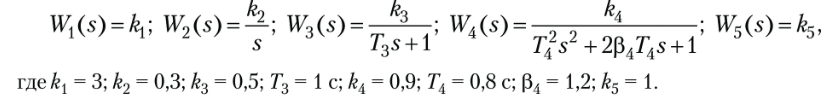 W₁(s) = k₁; W₂(s) = k₂/s; W₃(s) = k₃/(T₃s + 1); W₄(s) = k₄/(T₄²s² + 2β₄T₄s + 1); W₅(s) = k₅,
где k₁ = 3; k₂ = 0,3; k₃ = 0,5; T₃ = 1 с; k₄ = 0,9; T₄ = 0,8 с; β₄ = 1,2; k₅ = 1.